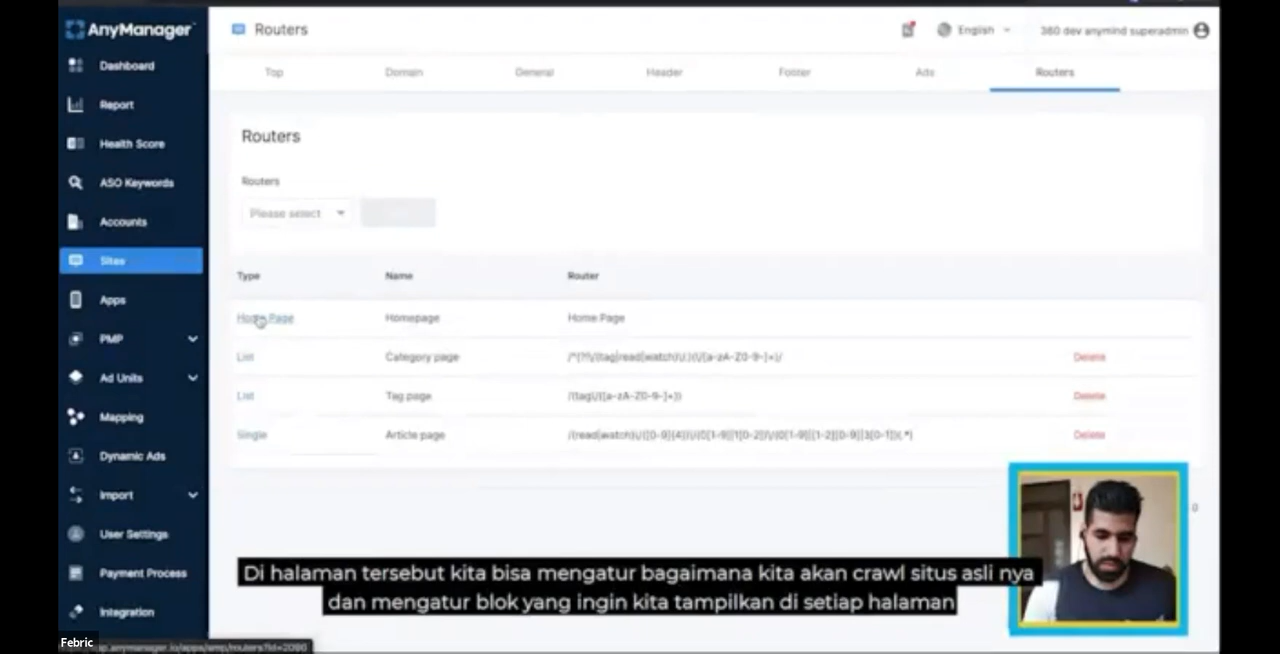 AnyManager
Routers
English
360 dev anymind superadmin
Dashboard
Report
Health Score
ASO Keywords
Accounts
Sites
Apps
PMP
Ad Units
Mapping
Dynamic Ads
Import
User Settings
Payment Process
Integration
Top Domain General Header Footer Ads Routers
Routers
Routers
Please select
Type Name Router
Home Page Homepage Home Page
List Category page Delete
List Tag page Delete
Single Article page Delete
0
Di halaman tersebut kita bisa mengatur bagaimana kita akan crawl situs asli nya
dan mengatur blok yang ingin kita tampilkan di setiap halaman
Febric